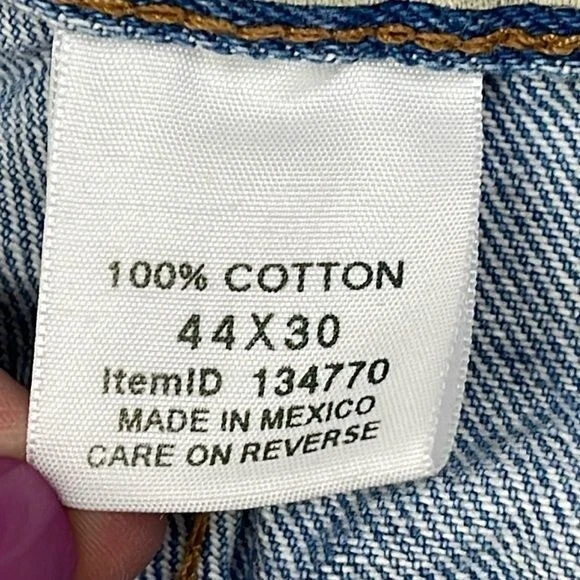 100% COTTON
44X30
ItemID 134770
MADE IN MEXICO
CARE ON REVERSE